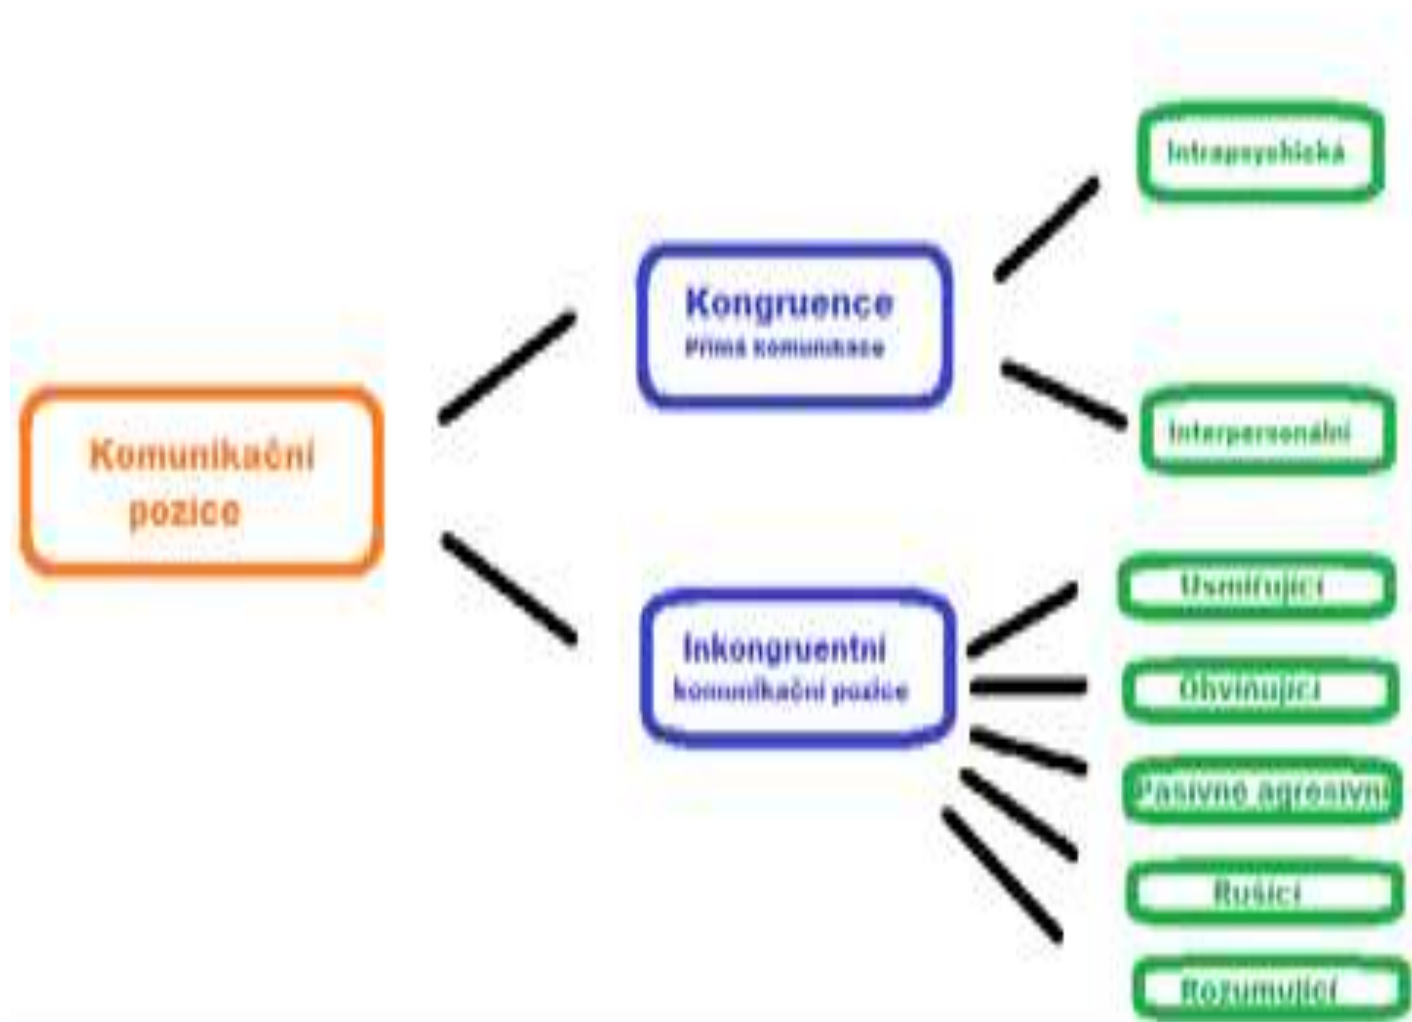 Intrapsychická
Kongruence
Přímá komunikace
Komunikační
pozice
Interpersonální
Usmiřující
Inkongruentní
komunikační pozice
Obviňující
Pasivně agresivní
Rušící
Rozumující